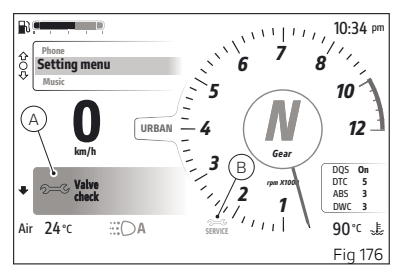 10:34 pm
Phone
Setting menu
Music
A
0
km/h
URBAN
1
2
3
4
5
6
7
8
10
12
N
Gear
rpm X1000
B
SERVICE
Valve
check
DQS On
DTC 5
ABS 3
DWC 3
Air 24 °C
A
90 °C
Fig 176